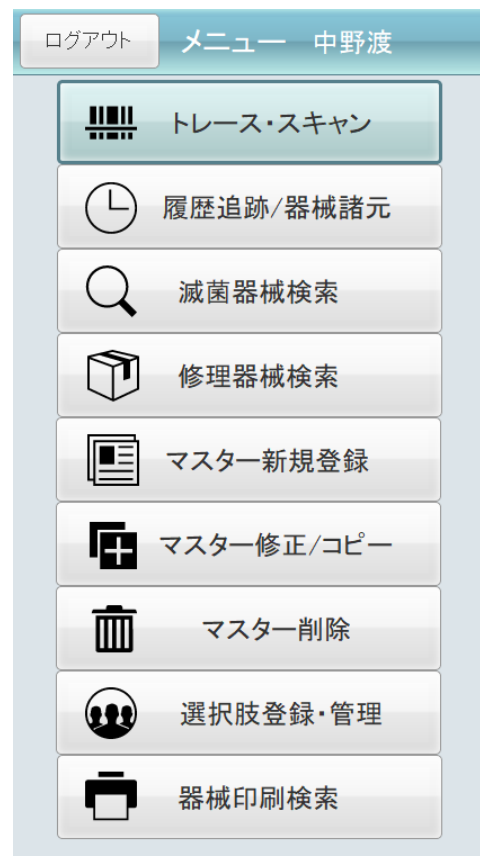 ログアウト メニュー 中野渡
トレース・スキャン
履歴追跡/器械諸元
滅菌器械検索
修理器械検索
マスター新規登録
マスター修正/コピー
マスター削除
選択肢登録・管理
器械印刷検索